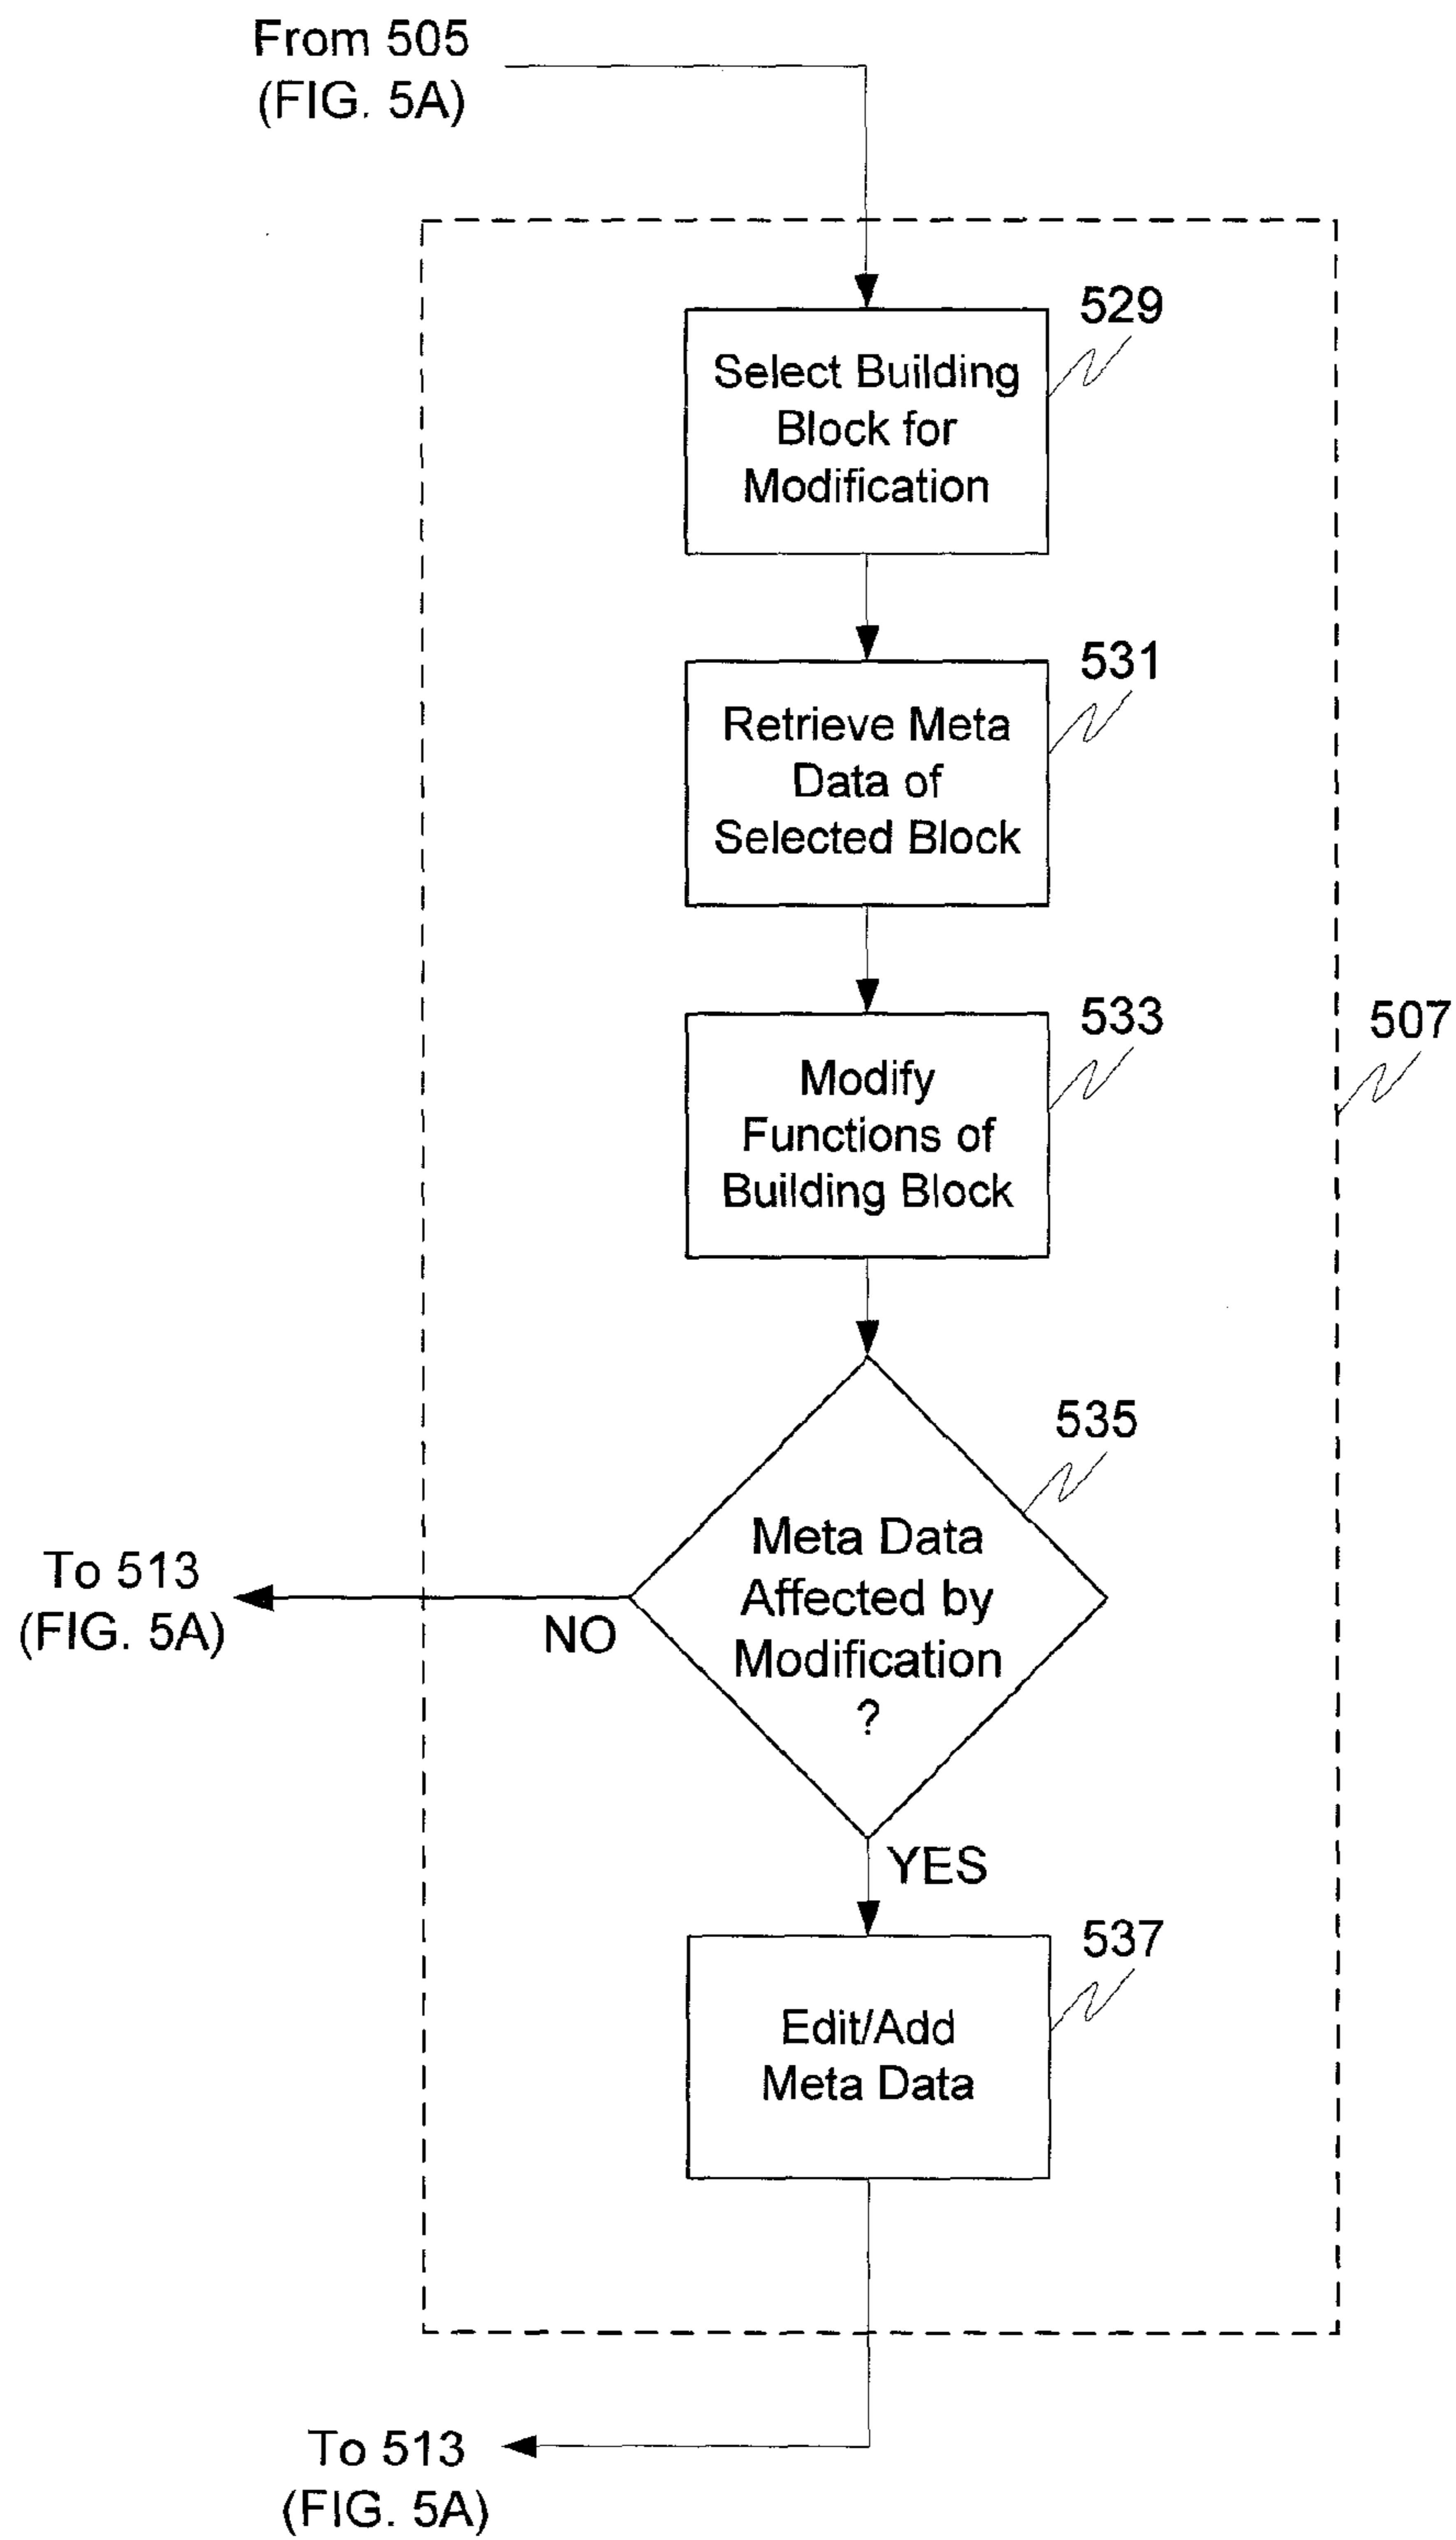 From 505
(FIG. 5A)
529
Select Building
Block for
Modification
531
Retrieve Meta
Data of
Selected Block
533
Modify
Functions of
Building Block
507
535
Meta Data
Affected by
Modification
?
To 513
(FIG. 5A)
NO
YES
537
Edit/Add
Meta Data
To 513
(FIG. 5A)